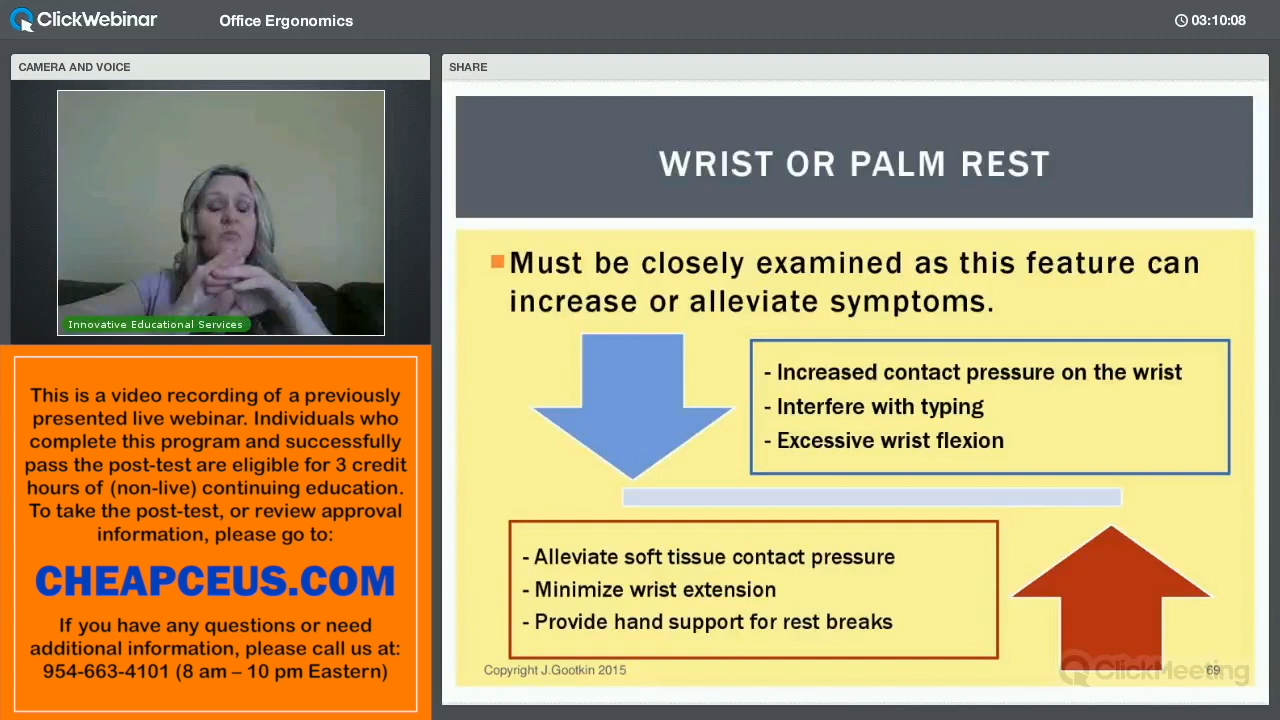 ClickWebinar
Office Ergonomics
03:10:08
CAMERA AND VOICE
Innovative Educational Services
This is a video recording of a previously
presented live webinar. Individuals who
complete this program and successfully
pass the post-test are eligible for 3 credit
hours of (non-live) continuing education.
To take the post-test, or review approval
information, please go to:
CHEAPCEUS.COM
If you have any questions or need
additional information, please call us at:
954-663-4101 (8 am – 10 pm Eastern)
SHARE
WRIST OR PALM REST
Must be closely examined as this feature can
increase or alleviate symptoms.
- Increased contact pressure on the wrist
- Interfere with typing
- Excessive wrist flexion
- Alleviate soft tissue contact pressure
- Minimize wrist extension
- Provide hand support for rest breaks
Copyright J.Gootkin 2015
69
ClickMeeting